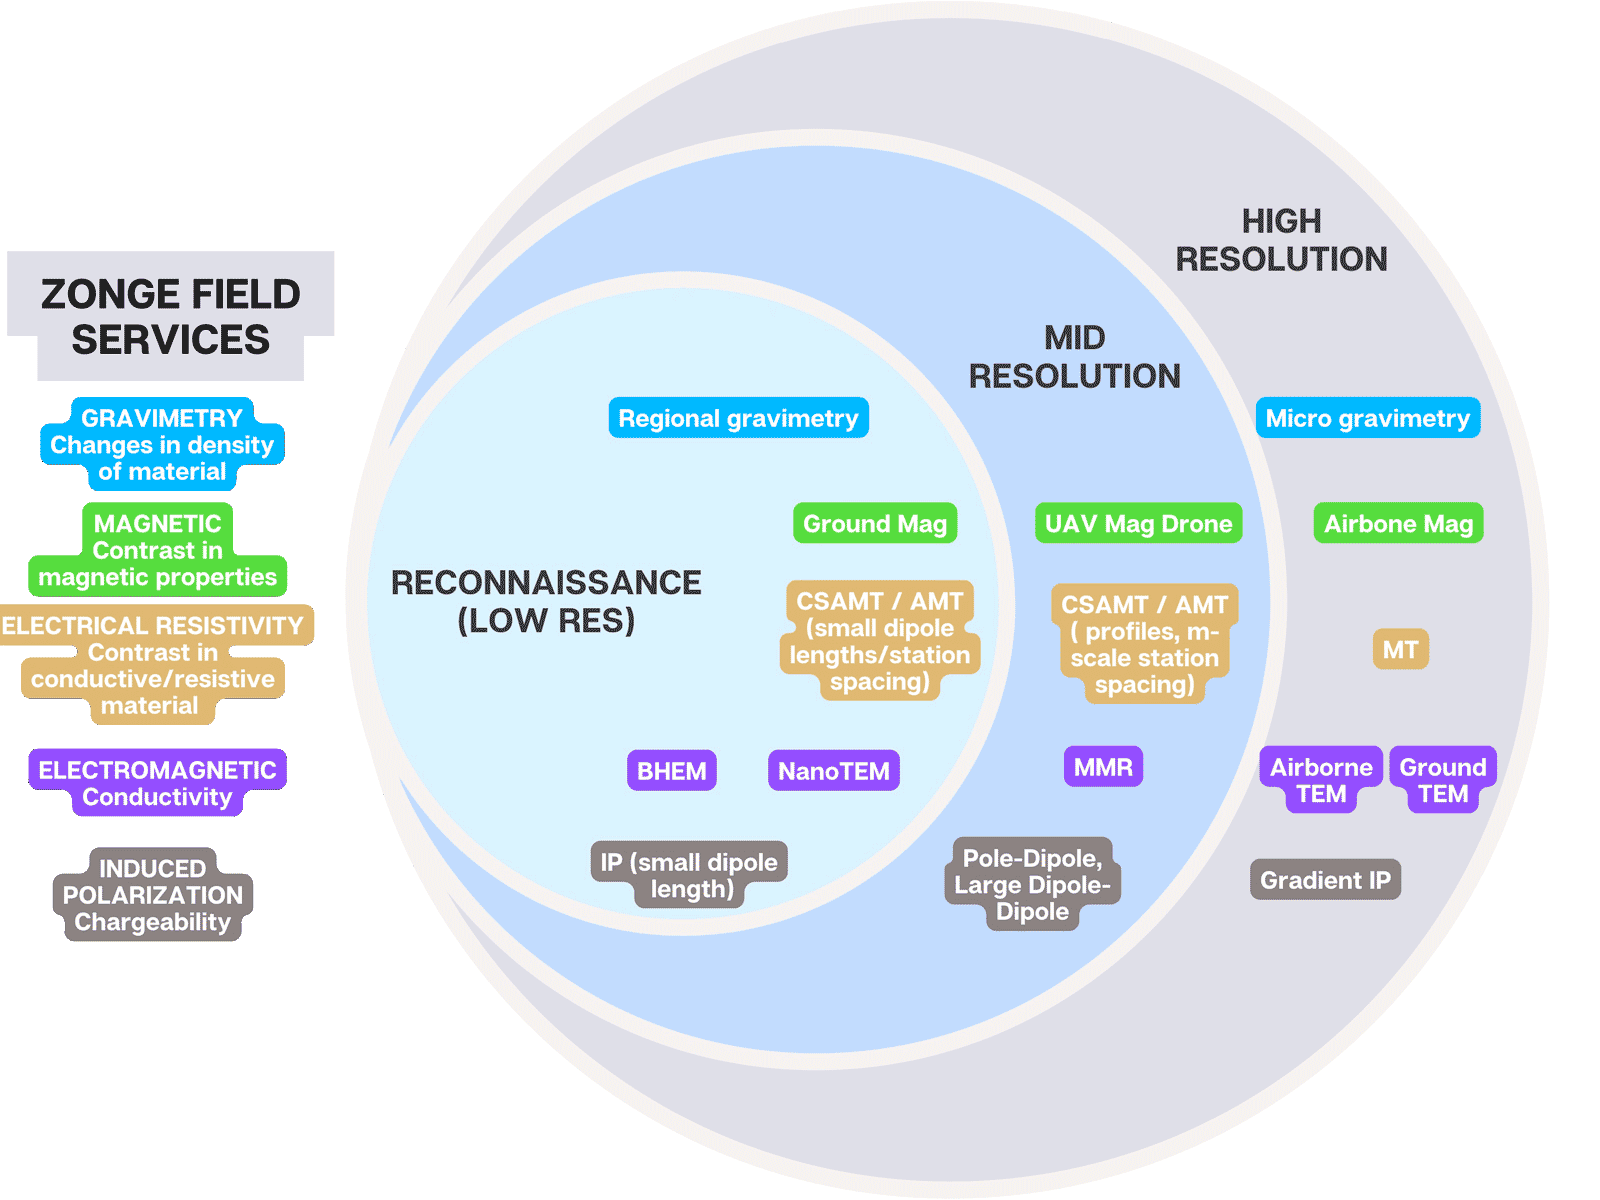 ZONGE FIELD
SERVICES
GRAVIMETRY
Changes in density
of material
MAGNETIC
Contrast in
magnetic properties
ELECTRICAL RESISTIVITY
Contrast in
conductive/resistive
material
ELECTROMAGNETIC
Conductivity
INDUCED
POLARIZATION
Chargeability
RECONNAISSANCE
(LOW RES)
Regional gravimetry
Ground Mag
CSAMT / AMT
(small dipole
lengths/station
spacing)
BHEM
NanoTEM
IP (small dipole
length)
MID
RESOLUTION
UAV Mag Drone
CSAMT / AMT
( profiles, m-
scale station
spacing)
MMR
Pole-Dipole,
Large Dipole-
Dipole
HIGH
RESOLUTION
Micro gravimetry
Airbone Mag
MT
Airborne
TEM
Ground
TEM
Gradient IP